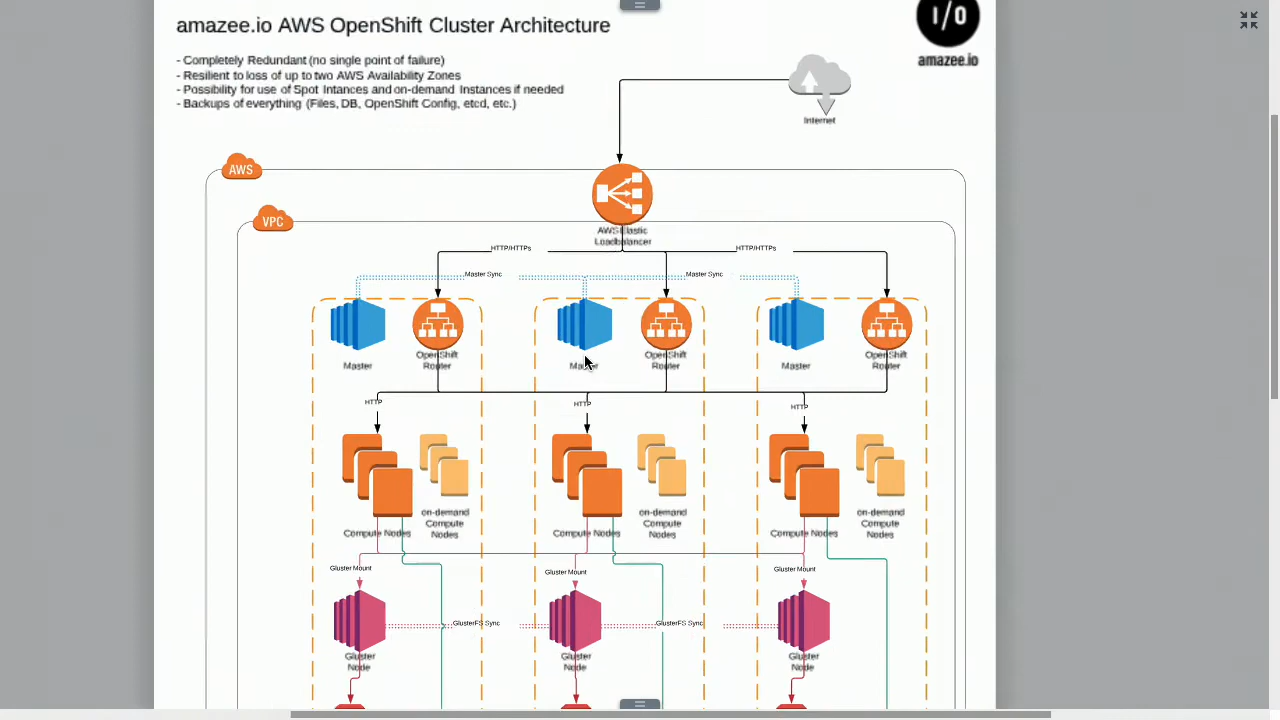 amazee.io AWS OpenShift Cluster Architecture
I/O
amazee.io
- Completely Redundant (no single point of failure)
- Resilient to loss of up to two AWS Availability Zones
- Possibility for use of Spot Intances and on-demand Instances if needed
- Backups of everything (Files, DB, OpenShift Config, etcd, etc.)
Internet
AWS
VPC
AWS Elastic
Loadbalancer
HTTP/HTTPs
HTTP/HTTPs
Master Sync
Master Sync
Master
OpenShift
Router
Master
OpenShift
Router
Master
OpenShift
Router
HTTP
HTTP
HTTP
Compute Nodes
on-demand
Compute
Nodes
Compute Nodes
on-demand
Compute
Nodes
Compute Nodes
on-demand
Compute
Nodes
Gluster Mount
Gluster Mount
Gluster Mount
GlusterFS Sync
GlusterFS Sync
Gluster
Node
Gluster
Node
Gluster
Node